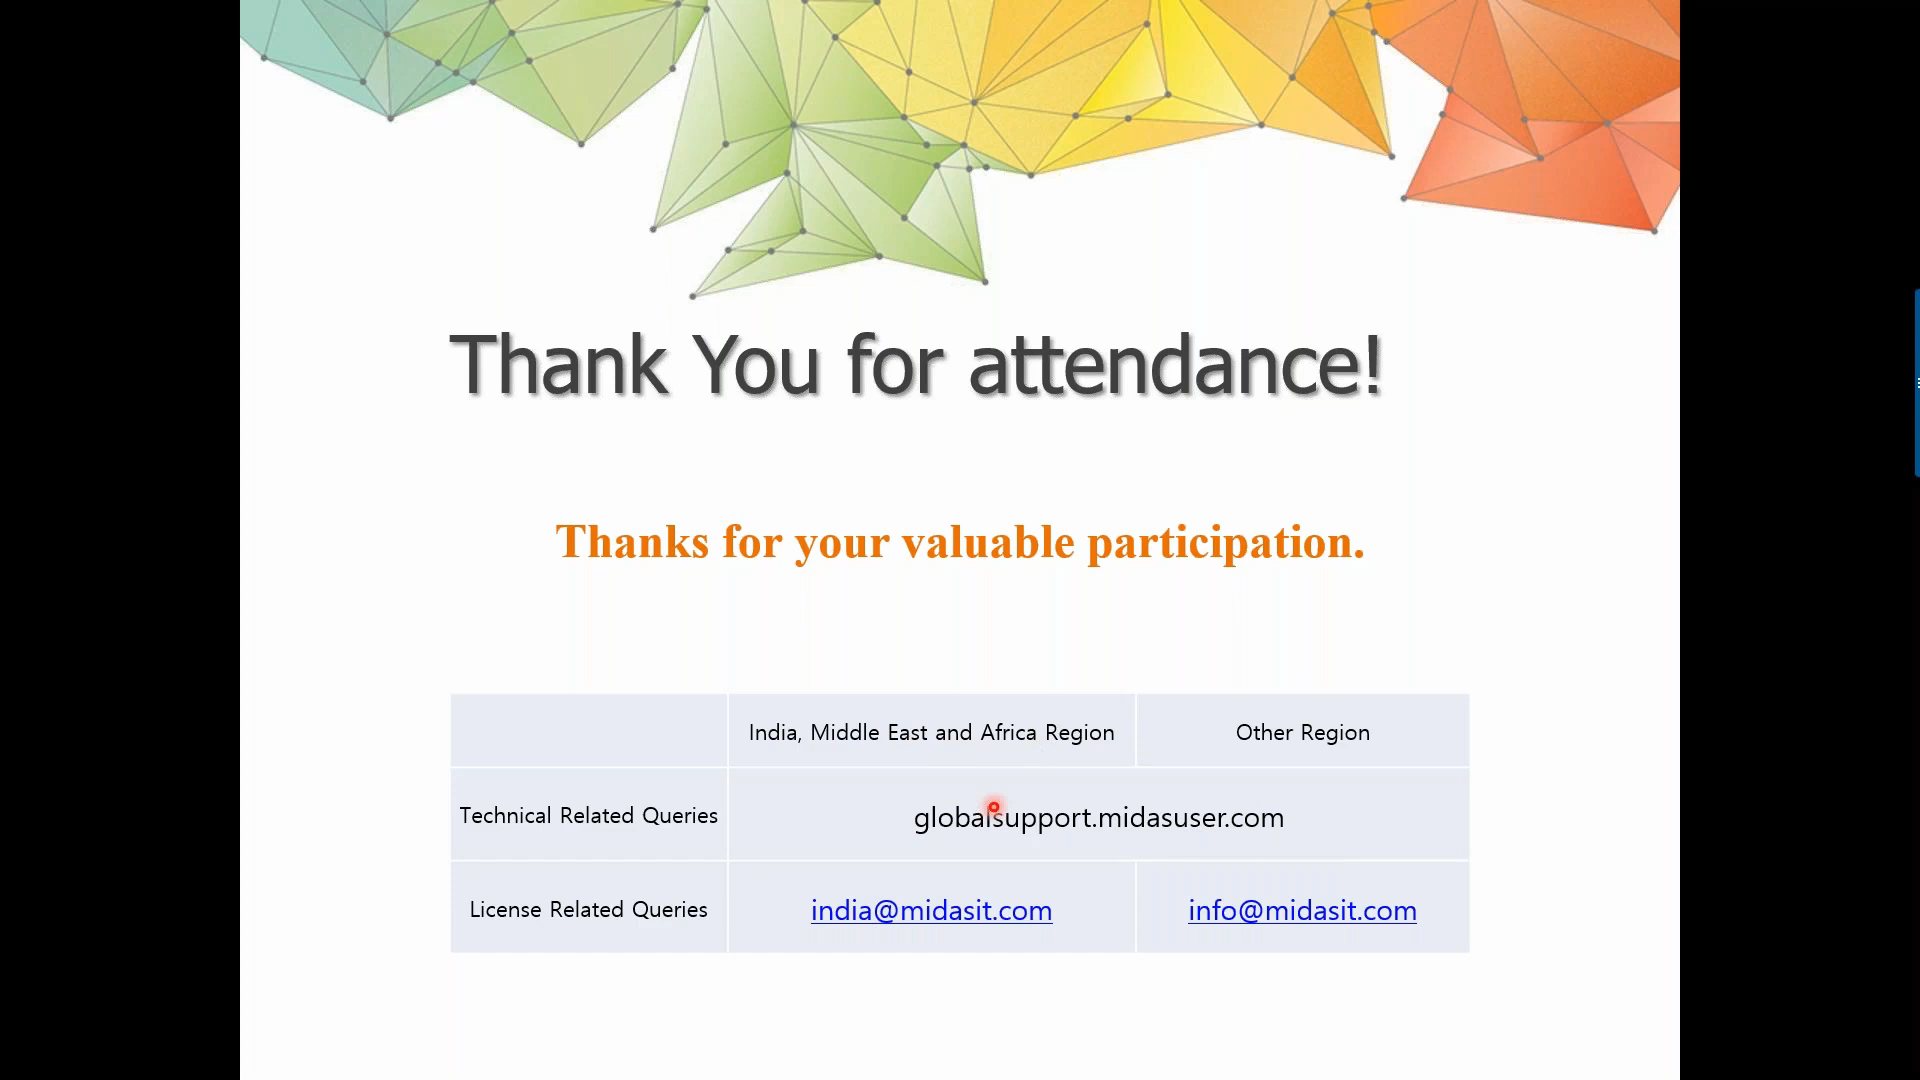 Thank You for attendance!
Thanks for your valuable participation.
India, Middle East and Africa Region
Other Region
Technical Related Queries
globalsupport.midasuser.com
License Related Queries
india@midasit.com
info@midasit.com